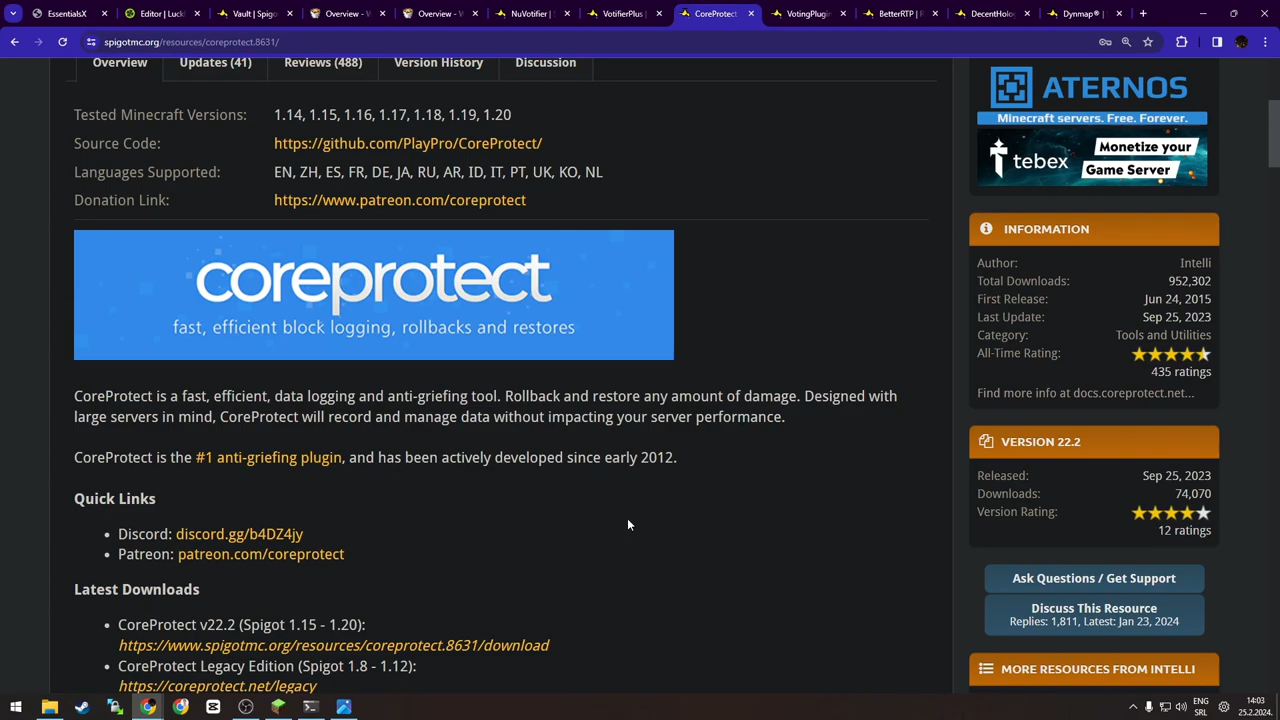 EssentialsX
Editor | Luck
Vault | Spigo
Overview - W
Overview - W
NuVotifier | S
VotifierPlus |
CoreProtect
VotingPlugin
BetterRTP | F
DecentHolog
Dynmap® |
spigotmc.org/resources/coreprotect.8631/
Overview
Updates (41)
Reviews (488)
Version History
Discussion
Tested Minecraft Versions: 1.14, 1.15, 1.16, 1.17, 1.18, 1.19, 1.20
Source Code: https://github.com/PlayPro/CoreProtect/
Languages Supported: EN, ZH, ES, FR, DE, JA, RU, AR, ID, IT, PT, UK, KO, NL
Donation Link: https://www.patreon.com/coreprotect
coreprotect
fast, efficient block logging, rollbacks and restores
CoreProtect is a fast, efficient, data logging and anti-griefing tool. Rollback and restore any amount of damage. Designed with
large servers in mind, CoreProtect will record and manage data without impacting your server performance.
CoreProtect is the #1 anti-griefing plugin, and has been actively developed since early 2012.
Quick Links
• Discord: discord.gg/b4DZ4jy
• Patreon: patreon.com/coreprotect
Latest Downloads
• CoreProtect v22.2 (Spigot 1.15 - 1.20):
https://www.spigotmc.org/resources/coreprotect.8631/download
• CoreProtect Legacy Edition (Spigot 1.8 - 1.12):
https://coreprotect.net/legacy
ATERNOS
Minecraft servers. Free. Forever.
tebex
Monetize your
Game Server
INFORMATION
Author: Intelli
Total Downloads: 952,302
First Release: Jun 24, 2015
Last Update: Sep 25, 2023
Category: Tools and Utilities
All-Time Rating:
435 ratings
Find more info at docs.coreprotect.net...
VERSION 22.2
Released: Sep 25, 2023
Downloads: 74,070
Version Rating:
12 ratings
Ask Questions / Get Support
Discuss This Resource
Replies: 1,811, Latest: Jan 23, 2024
MORE RESOURCES FROM INTELLI
ENG
SRL
14:03
25.2.2024.